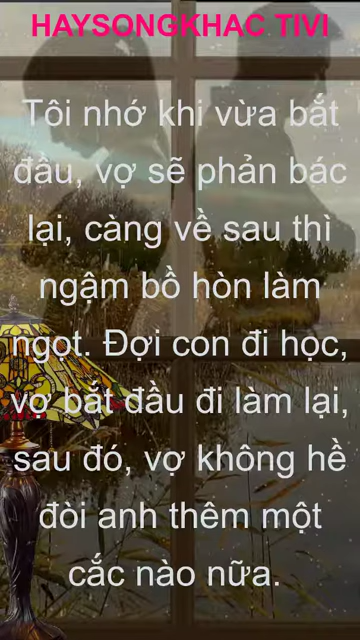 HAYSONGKHAC TIVI
Tôi nhớ khi vừa bắt
đầu, vợ sẽ phản bác
lại, càng về sau thì
ngậm bồ hòn làm
ngọt. Đợi con đi học,
vợ bắt đầu đi làm lại,
sau đó, vợ không hề
đòi anh thêm một
cắc nào nữa.